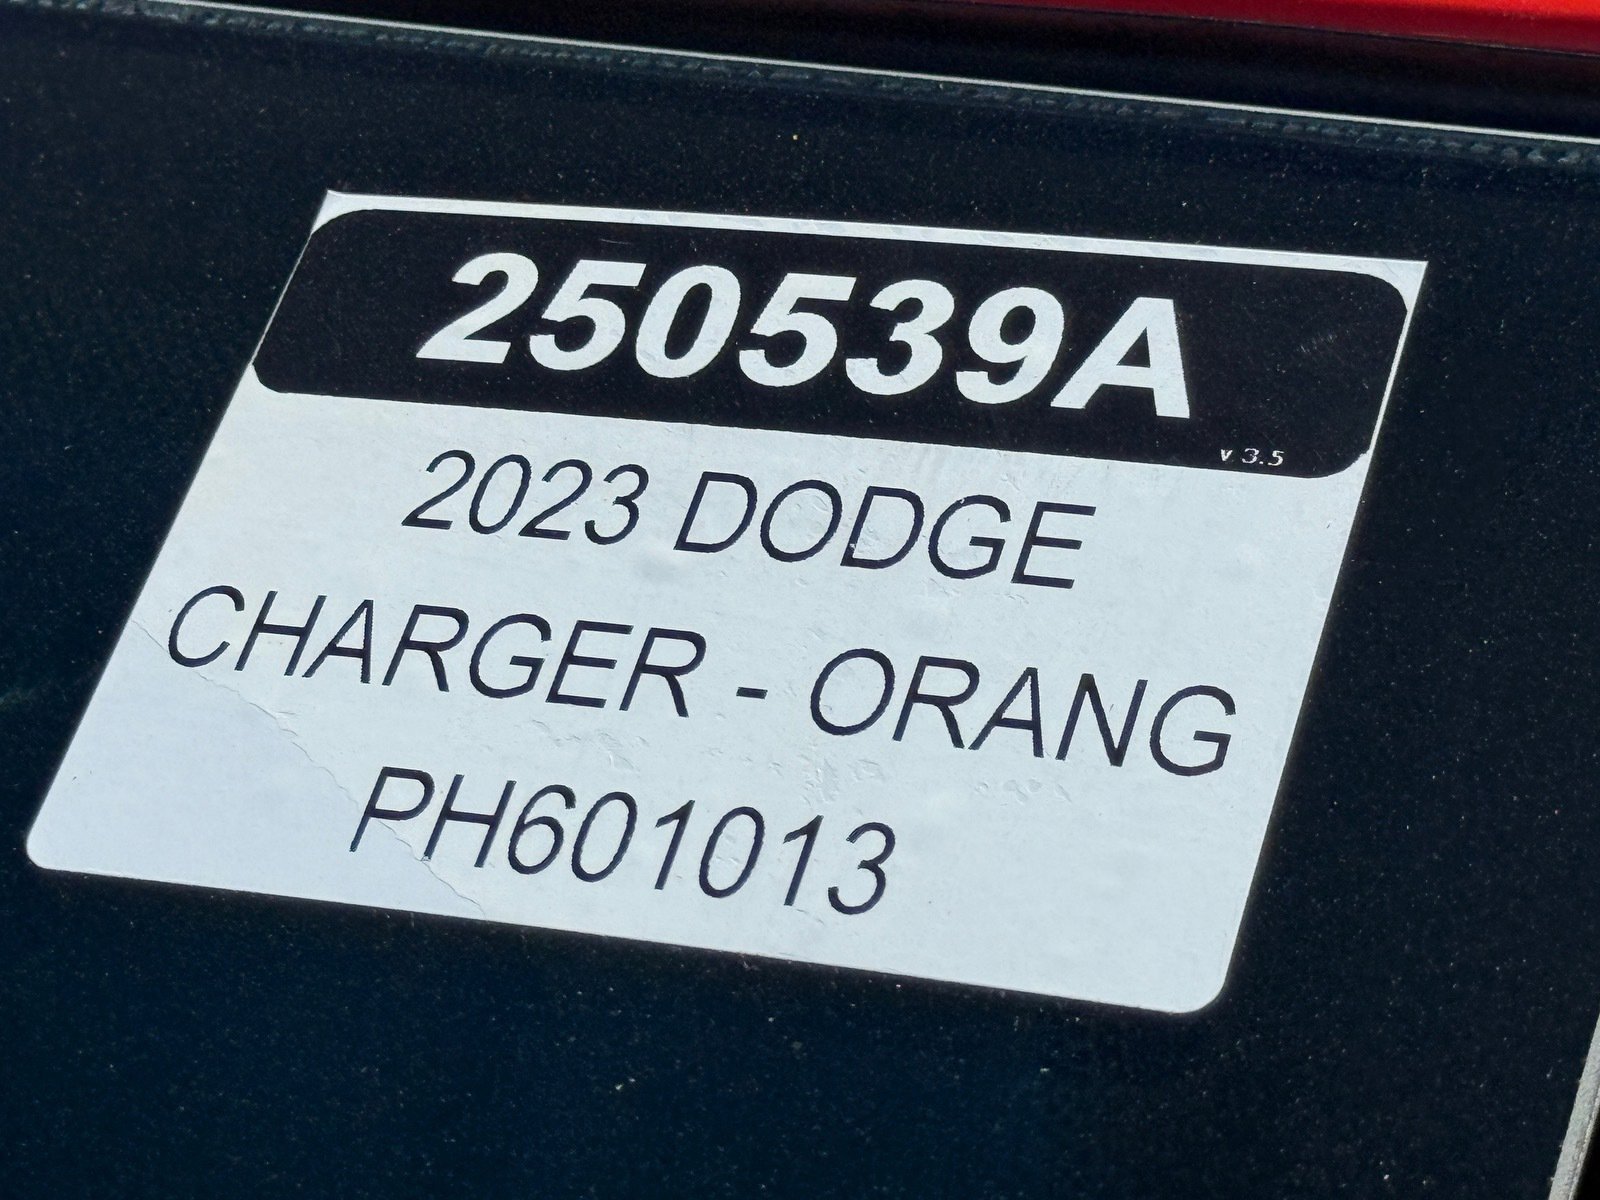 250539A
v 3.5
2023 DODGE
CHARGER - ORANG
PH601013